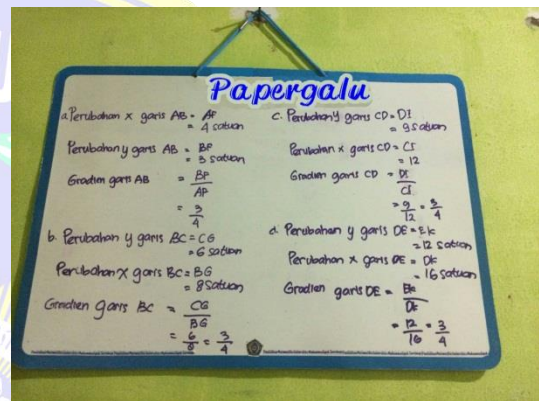 Papergalu
a. Perubahan x garis AB = AP
= 4 satuan
Perubahan y garis AB = BP
= 3 satuan
Gradien garis AB = BP/AP
= 3/4
b. Perubahan y garis BC = CG
= 6 satuan
Perubahan x garis BC = BG
= 8 satuan
Gradien garis BC = CG/BG
= 6/8 = 3/4
c. Perubahan y garis CD = DI
= 9 satuan
Perubahan x garis CD = CI
= 12
Gradien garis CD = DI/CI
= 9/12 = 3/4
d. Perubahan y garis DE = Ek
= 12 satuan
Perubahan x garis DE = Dk
= 16 satuan
Gradien garis DE = Ek/Dk
= 12/16 = 3/4